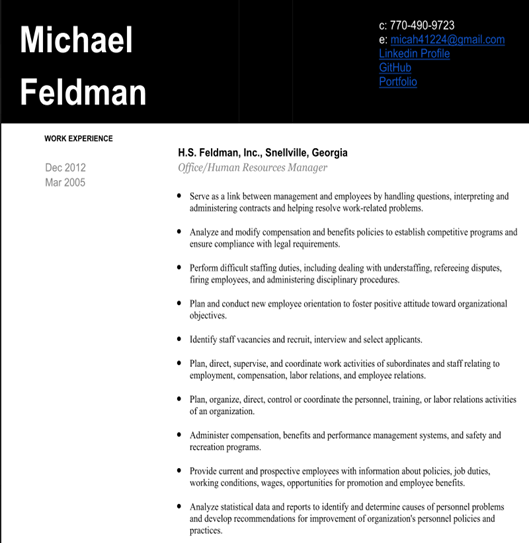 Michael
Feldman
c: 770-490-9723
e: micah41224@gmail.com
Linkedin Profile
GitHub
Portfolio
WORK EXPERIENCE
Dec 2012
Mar 2005
H.S. Feldman, Inc., Snellville, Georgia
Office/Human Resources Manager
● Serve as a link between management and employees by handling questions, interpreting and
administering contracts and helping resolve work-related problems.
● Analyze and modify compensation and benefits policies to establish competitive programs and
ensure compliance with legal requirements.
● Perform difficult staffing duties, including dealing with understaffing, refereeing disputes,
firing employees, and administering disciplinary procedures.
● Plan and conduct new employee orientation to foster positive attitude toward organizational
objectives.
● Identify staff vacancies and recruit, interview and select applicants.
● Plan, direct, supervise, and coordinate work activities of subordinates and staff relating to
employment, compensation, labor relations, and employee relations.
● Plan, organize, direct, control or coordinate the personnel, training, or labor relations activities
of an organization.
● Administer compensation, benefits and performance management systems, and safety and
recreation programs.
● Provide current and prospective employees with information about policies, job duties,
working conditions, wages, opportunities for promotion and employee benefits.
● Analyze statistical data and reports to identify and determine causes of personnel problems
and develop recommendations for improvement of organization's personnel policies and
practices.